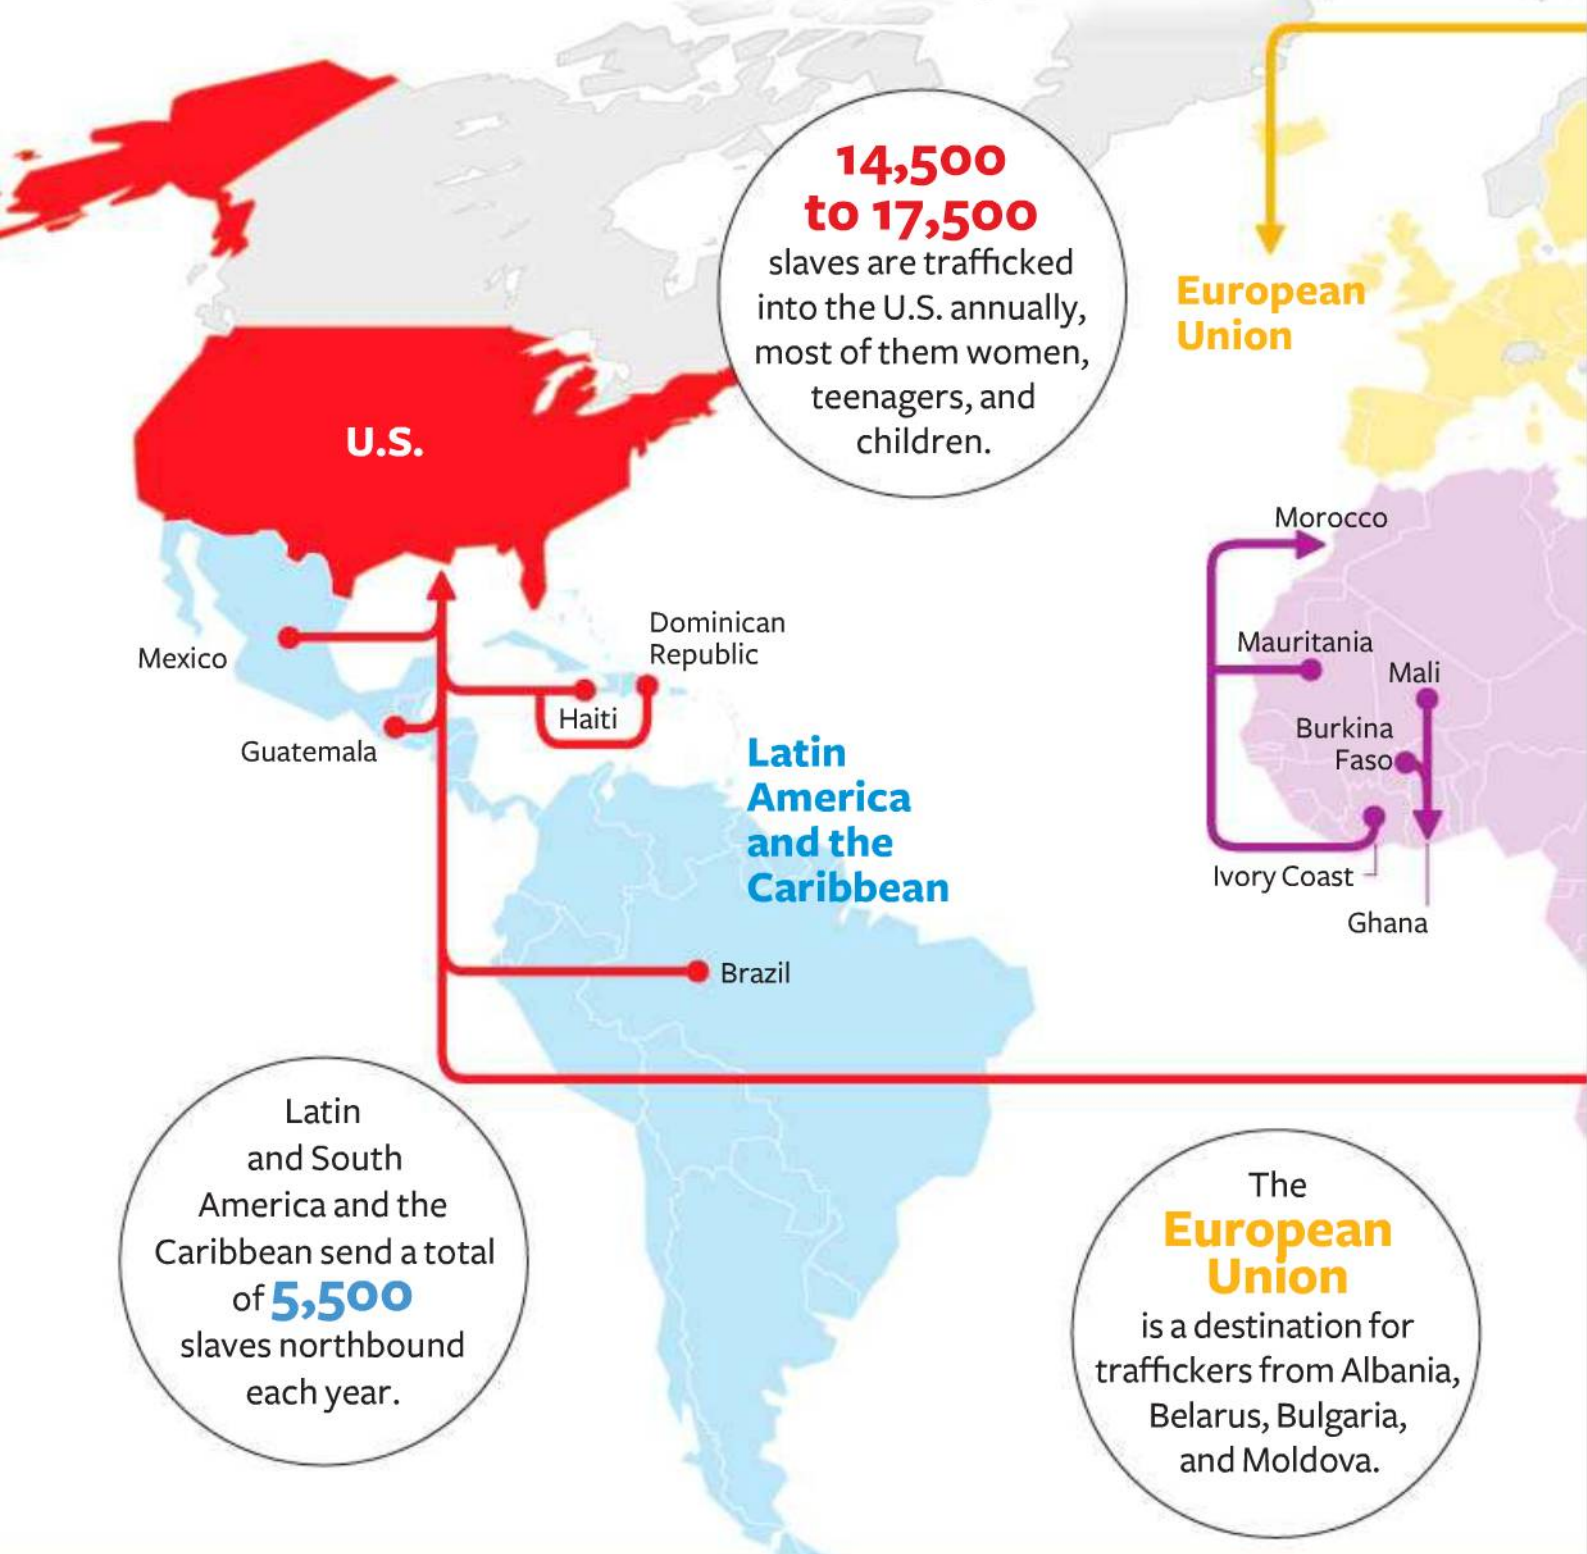 14,500
to 17,500
slaves are trafficked
into the U.S. annually,
most of them women,
teenagers, and
children.
European
Union
U.S.
Morocco
Dominican
Republic
Mexico
Mauritania
Mali
Haiti
Guatemala
Burkina
Faso
Latin
America
and the
Caribbean
Ivory Coast
Ghana
Brazil
Latin
and South
America and the
Caribbean send a total
of 5,500
slaves northbound
each year.
The
European
Union
is a destination for
traffickers from Albania,
Belarus, Bulgaria,
and Moldova.